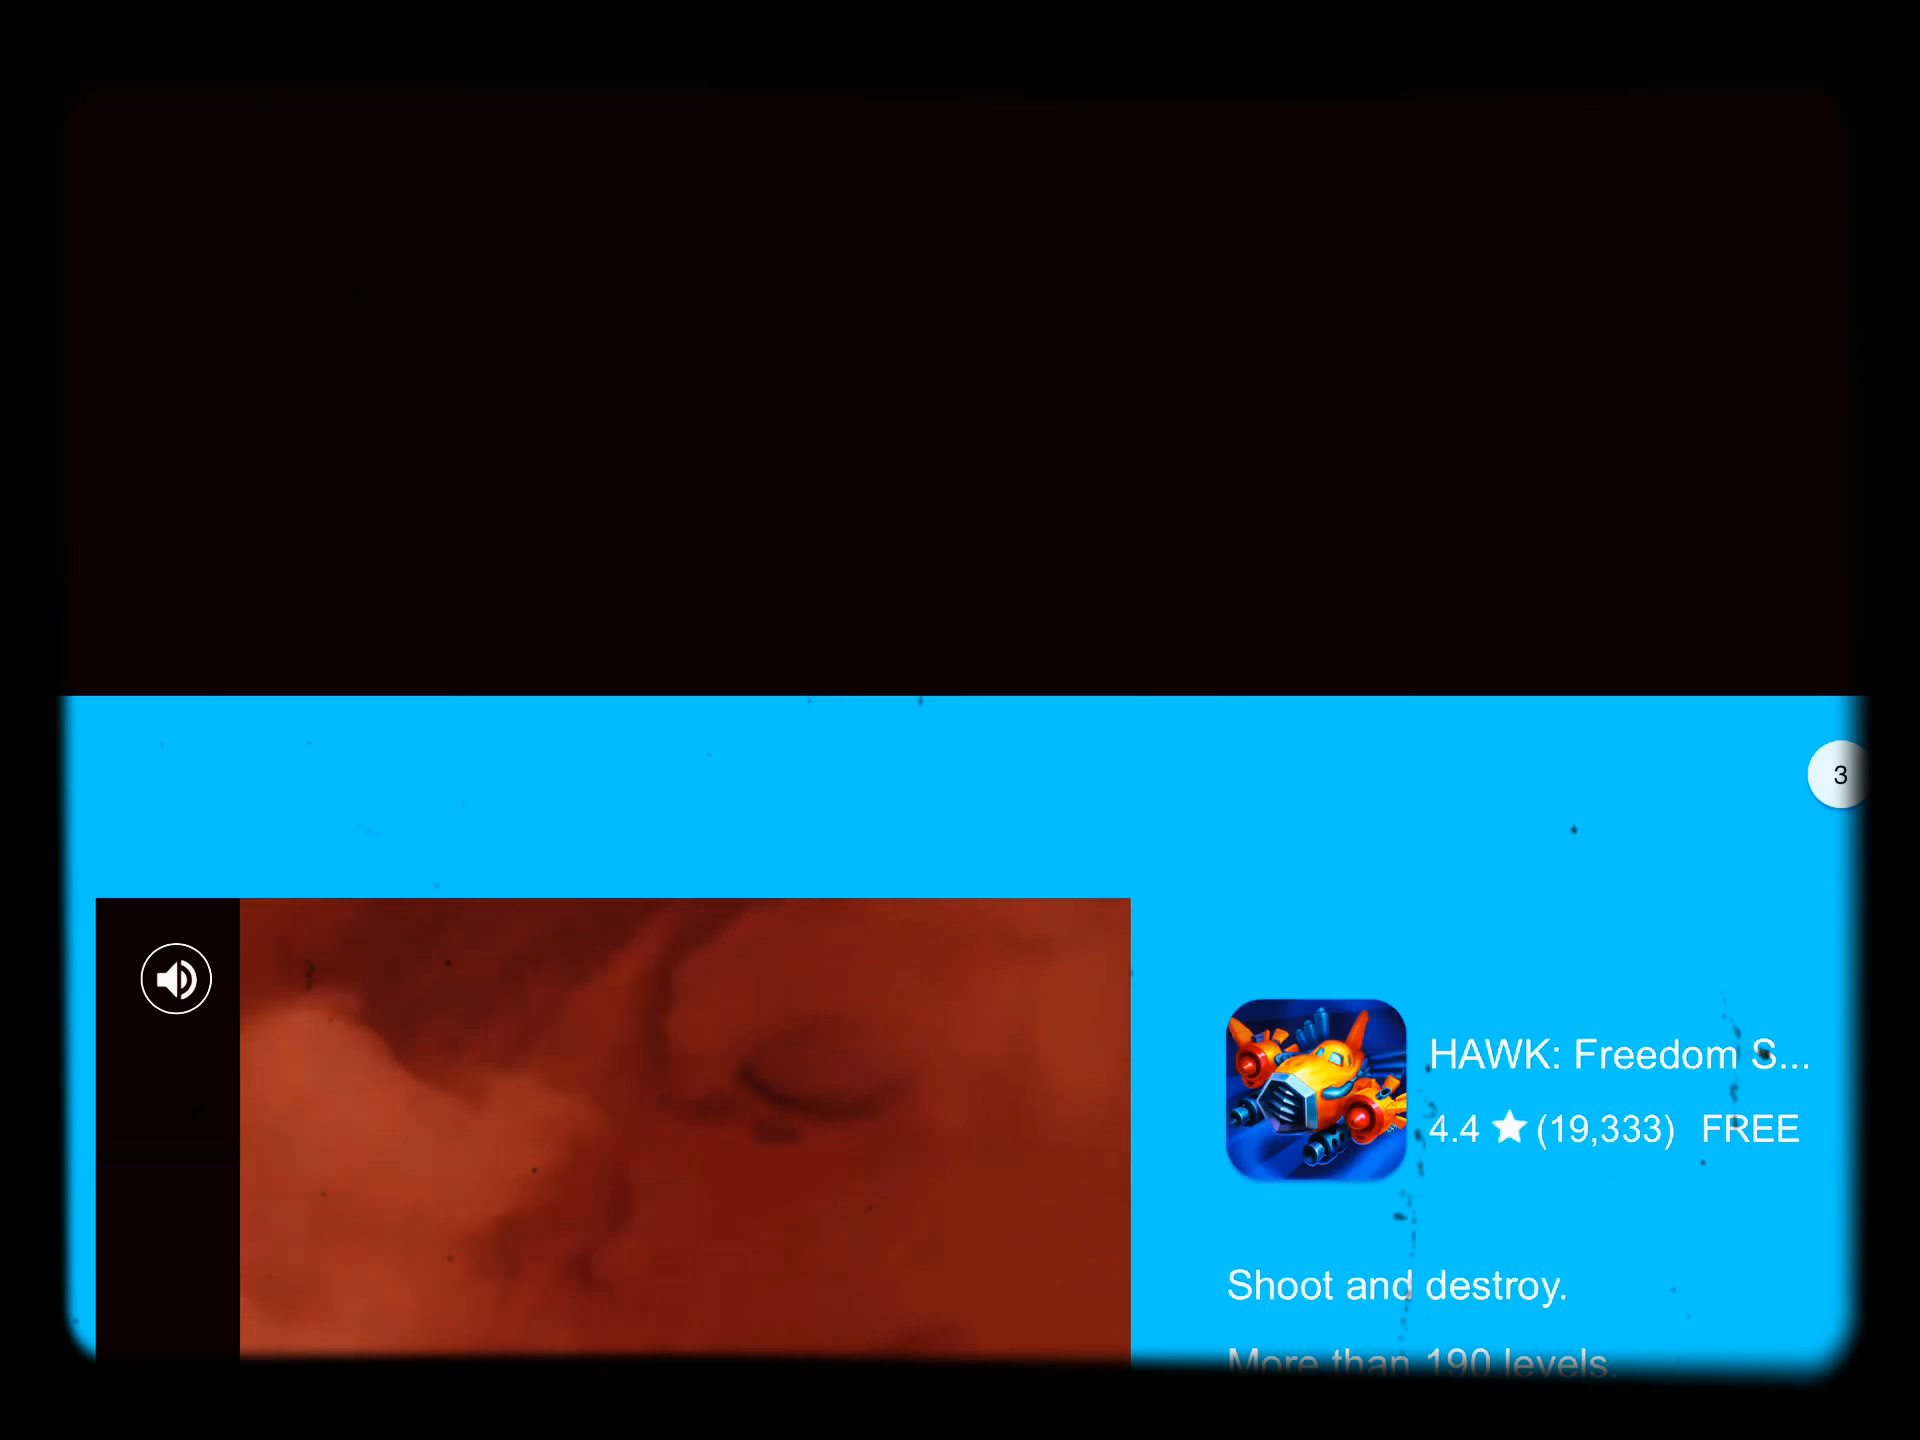 3
HAWK: Freedom S...
4.4 ★ (19,333) FREE
Shoot and destroy.
More than 190 levels.